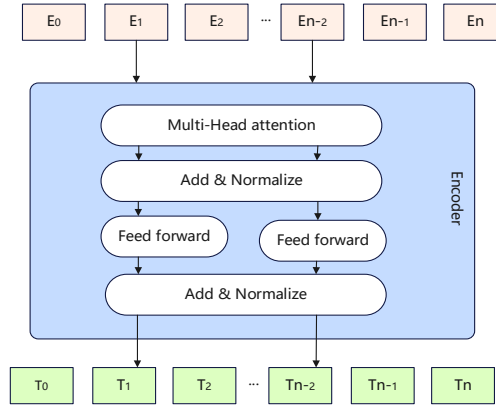 E0 E1 E2 ... En-2 En-1 En
Multi-Head attention
Add & Normalize
Encoder
Feed forward Feed forward
Add & Normalize
T0 T1 T2 ... Tn-2 Tn-1 Tn